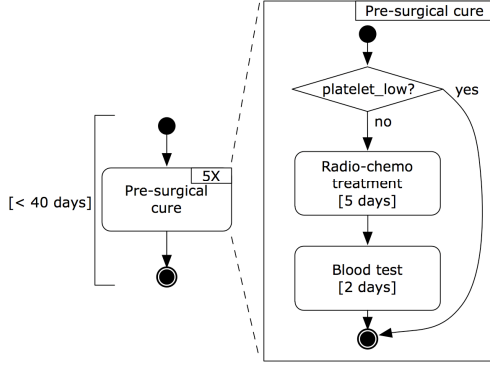 [< 40 days]
5X
Pre-surgical
cure
Pre-surgical cure
platelet_low?
yes
no
Radio-chemo
treatment
[5 days]
Blood test
[2 days]